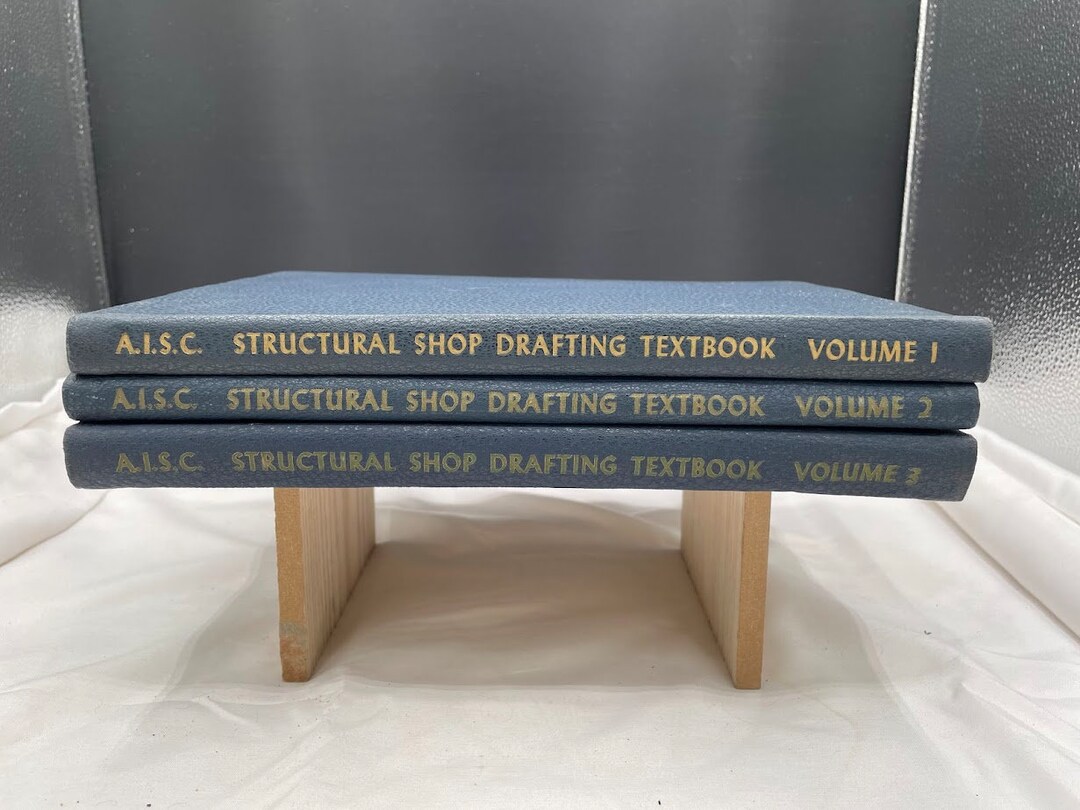 A.I.S.C. STRUCTURAL SHOP DRAFTING TEXTBOOK VOLUME 1
A.I.S.C. STRUCTURAL SHOP DRAFTING TEXTBOOK VOLUME 2
A.I.S.C. STRUCTURAL SHOP DRAFTING TEXTBOOK VOLUME 3